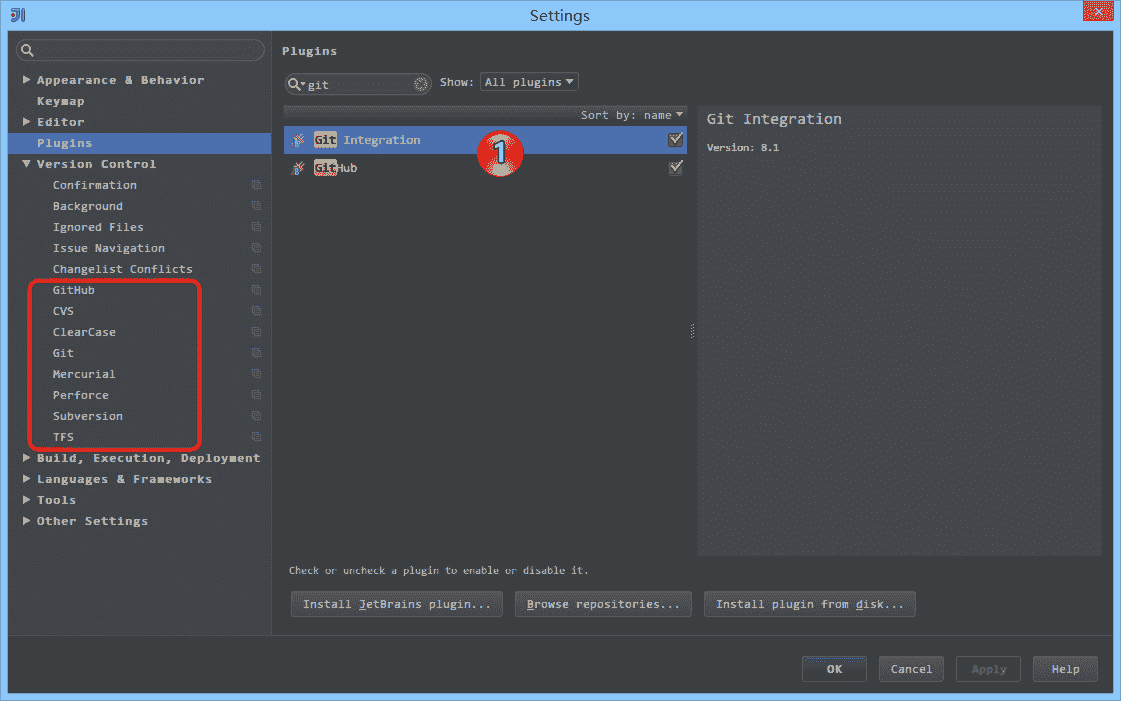 Settings
Appearance & Behavior
Keymap
Editor
Plugins
Version Control
Confirmation
Background
Ignored Files
Issue Navigation
Changelist Conflicts
GitHub
CVS
ClearCase
Git
Mercurial
Perforce
Subversion
TFS
Build, Execution, Deployment
Languages & Frameworks
Tools
Other Settings
Plugins
git
Show: All plugins
Sort by: name
Git Integration
1
GitHub
Git Integration
Version: 8.1
Check or uncheck a plugin to enable or disable it.
Install JetBrains plugin... Browse repositories... Install plugin from disk...
OK Cancel Apply Help